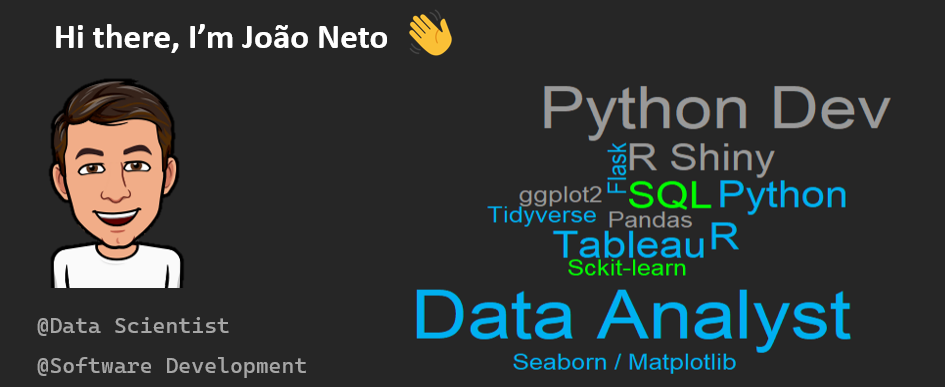 Hi there, I’m João Neto 👋
Python Dev
Flask
R Shiny
ggplot2
SQL
Python
Tidyverse
Pandas
Tableau
R
Sckit-learn
Data Analyst
@Data Scientist
@Software Development
Seaborn / Matplotlib